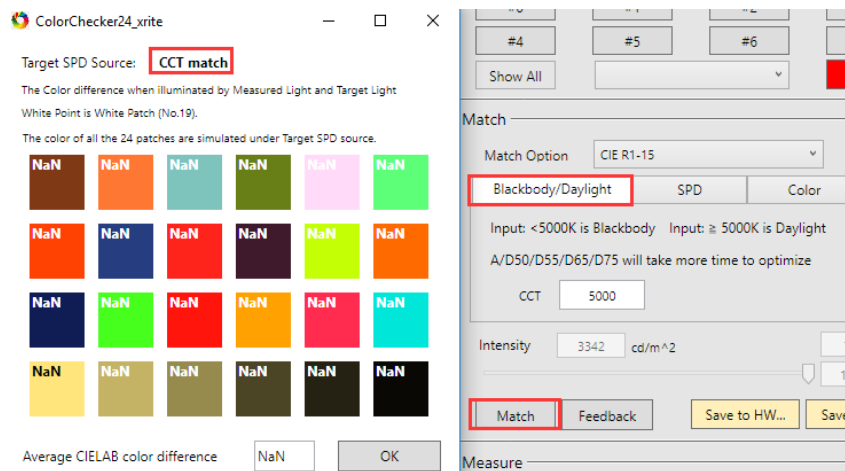 ColorChecker24_xrite
Target SPD Source: CCT match
The Color difference when illuminated by Measured Light and Target Light
White Point is White Patch (No.19).
The color of all the 24 patches are simulated under Target SPD source.
NaN NaN NaN NaN NaN NaN
NaN NaN NaN NaN NaN NaN
NaN NaN NaN NaN NaN NaN
NaN NaN NaN NaN NaN NaN
Average CIELAB color difference NaN OK
#4 #5 #6
Show All
Match
Match Option CIE R1-15
Blackbody/Daylight SPD Color
Input: <5000K is Blackbody Input: ≧ 5000K is Daylight
A/D50/D55/D65/D75 will take more time to optimize
CCT 5000
Intensity 3342 cd/m^2
Match Feedback Save to HW... Save
Measure